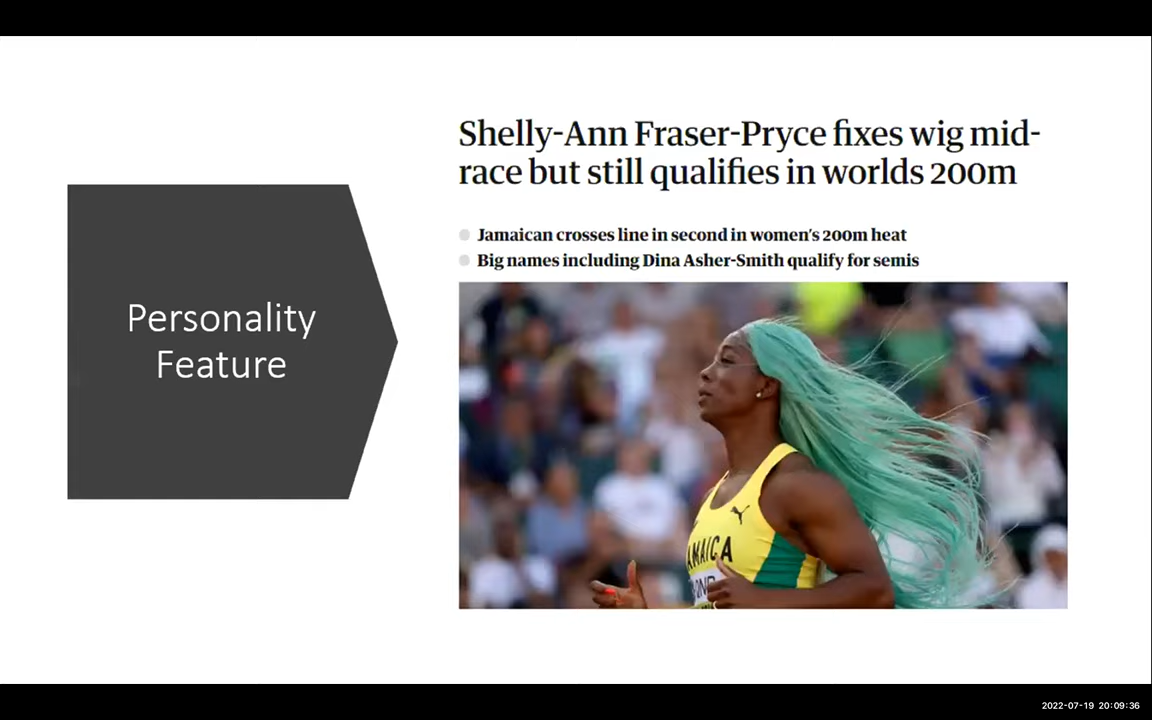 Personality
Feature
Shelly-Ann Fraser-Pryce fixes wig mid-
race but still qualifies in worlds 200m
Jamaican crosses line in second in women's 200m heat
Big names including Dina Asher-Smith qualify for semis
AMAICA
2022-07-19 20:09:36